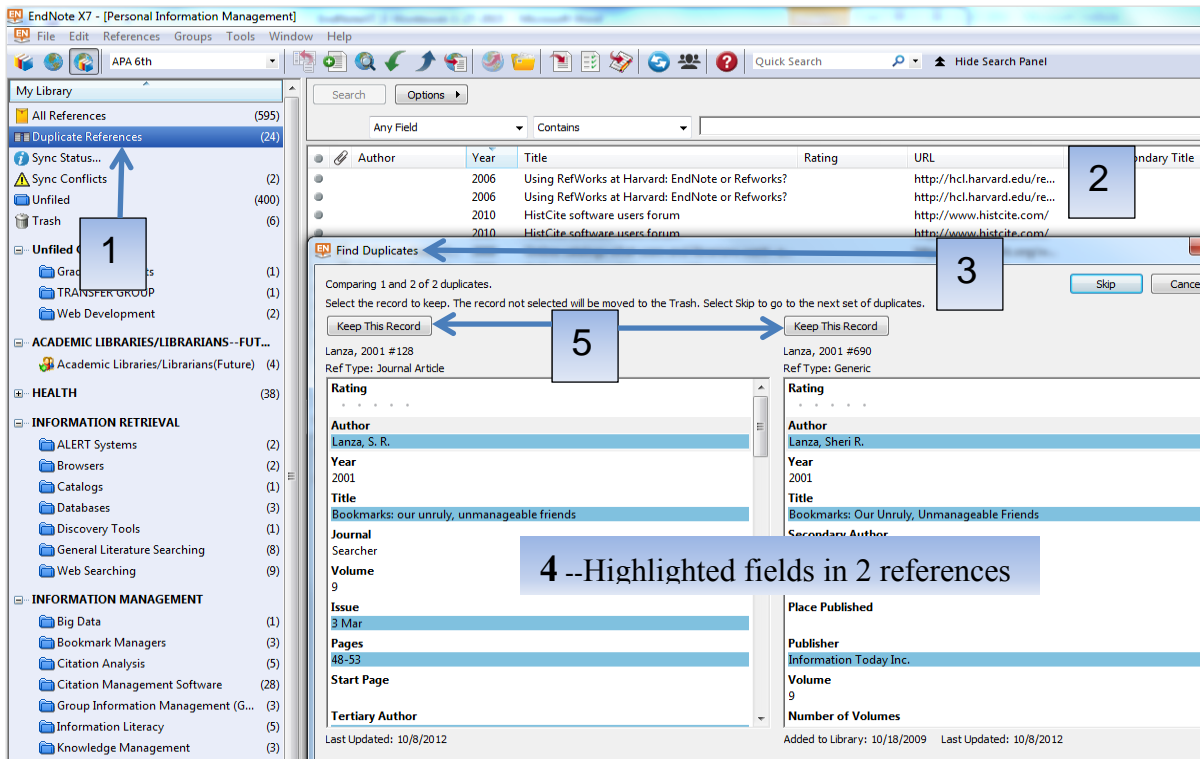 EndNote X7 - [Personal Information Management]
File Edit References Groups Tools Window Help
APA 6th
Quick Search
Hide Search Panel
My Library
All References (595)
Duplicate References (24)
Sync Status...
Sync Conflicts (2)
Unfiled (400)
Trash (6)
Unfiled
(1)
TRANSFER GROUP (1)
Web Development (2)
ACADEMIC LIBRARIES/LIBRARIANS--FUT...
Academic Libraries/Librarians(Future) (4)
HEALTH (38)
INFORMATION RETRIEVAL
ALERT Systems (2)
Browsers (2)
Catalogs (1)
Databases (3)
Discovery Tools (1)
General Literature Searching (8)
Web Searching (9)
INFORMATION MANAGEMENT
Big Data (1)
Bookmark Managers (3)
Citation Analysis (5)
Citation Management Software (28)
Group Information Management (G... (3)
Information Literacy (5)
Knowledge Management (3)
1
Search Options
Any Field Contains
Author Year Title Rating URL ondary Title
2006 Using RefWorks at Harvard: EndNote or Refworks? http://hcl.harvard.edu/re...
2006 Using RefWorks at Harvard: EndNote or Refworks? http://hcl.harvard.edu/re...
2010 HistCite software users forum http://www.histcite.com/
2010 HistCite software users forum http://www.histcite.com/
2
Find Duplicates
3
Comparing 1 and 2 of 2 duplicates.
Select the record to keep. The record not selected will be moved to the Trash. Select Skip to go to the next set of duplicates.
Skip Cance
Keep This Record
5
Keep This Record
Lanza, 2001 #128
Ref Type: Journal Article
Rating
Author
Lanza, S. R.
Year
2001
Title
Bookmarks: our unruly, unmanageable friends
Journal
Searcher
Volume
9
Issue
3 Mar
Pages
48-53
Start Page
Tertiary Author
Last Updated: 10/8/2012
Lanza, 2001 #690
Ref Type: Generic
Rating
Author
Lanza, Sheri R.
Year
2001
Title
Bookmarks: Our Unruly, Unmanageable Friends
Secondary Author
4 --Highlighted fields in 2 references
Place Published
Publisher
Information Today Inc.
Volume
9
Number of Volumes
Added to Library: 10/18/2009 Last Updated: 10/8/2012